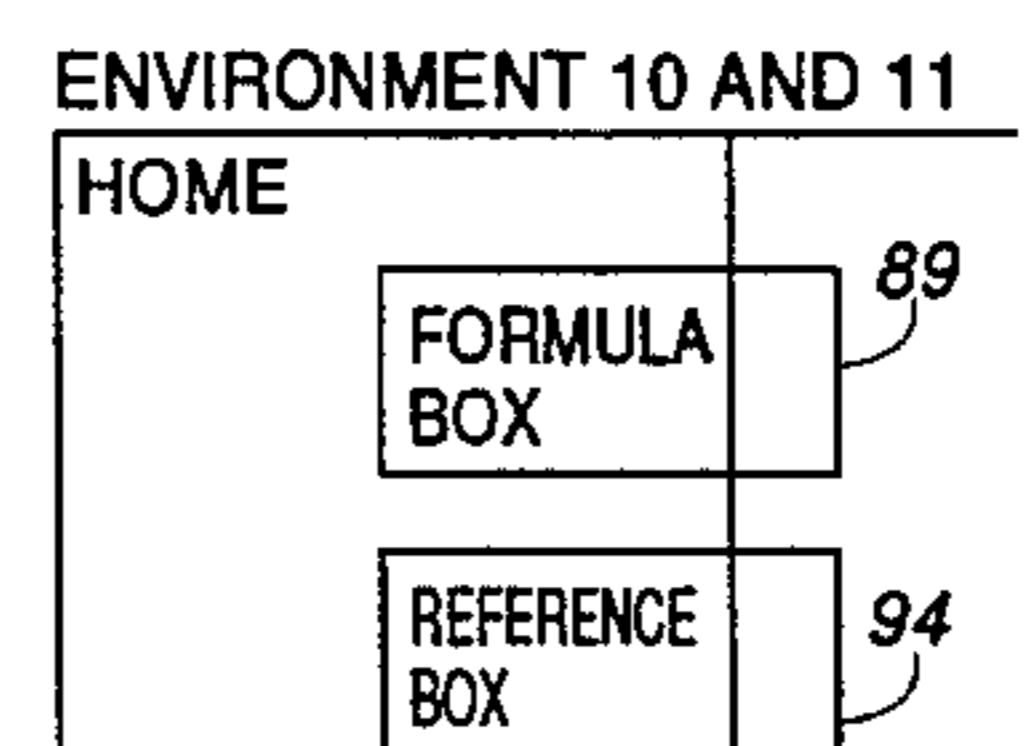 ENVIRONMENT 10 AND 11
HOME
89
FORMULA
BOX
94
REFERENCE
BOX